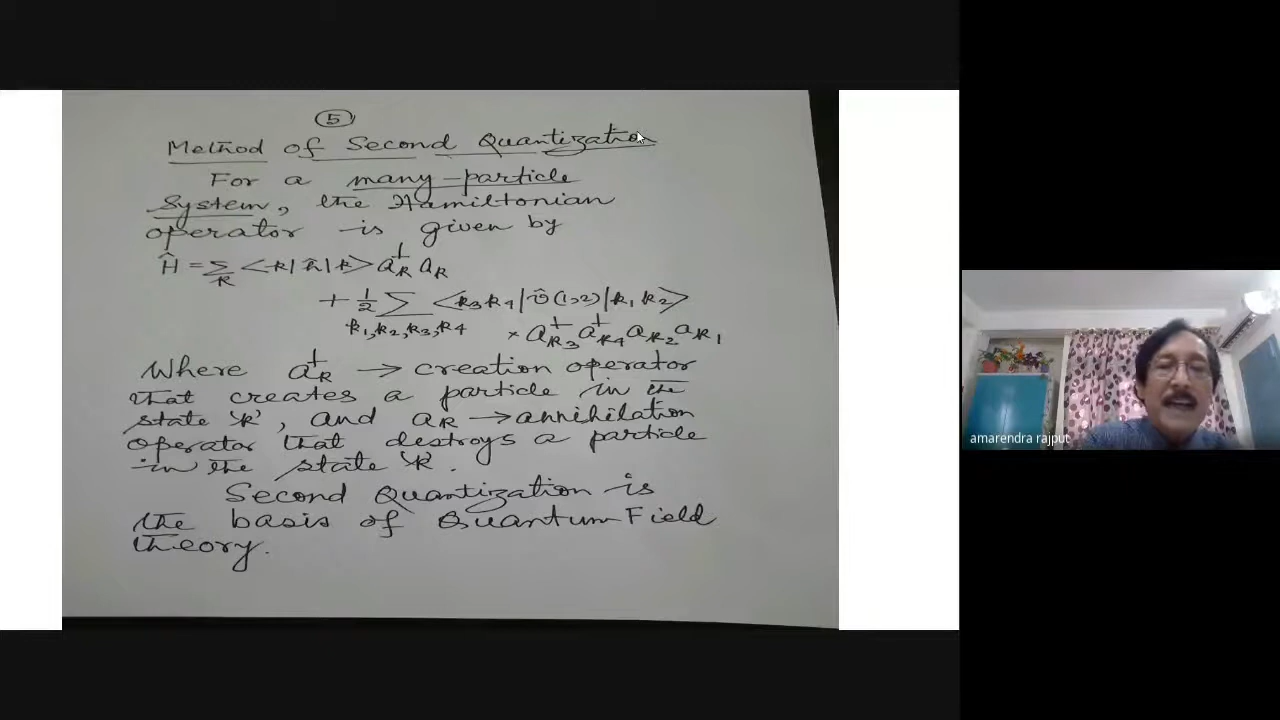 5
Method of Second Quantization
For a many-particle
System, the Hamiltonian
operator is given by
Ĥ = Σ_k <k|ĥ|k> a†_k a_k
+ 1/2 Σ_{k1,k2,k3,k4} <k3 k4|v̂(1,2)|k1 k2>
× a†_k3 a†_k4 a_k2 a_k1
Where a†_k → creation operator
that creates a particle in the
state 'k', and a_k → annihilation
operator that destroys a particle
in the state 'k'.
Second Quantization is
the basis of Quantum Field
theory.
amarendra rajput